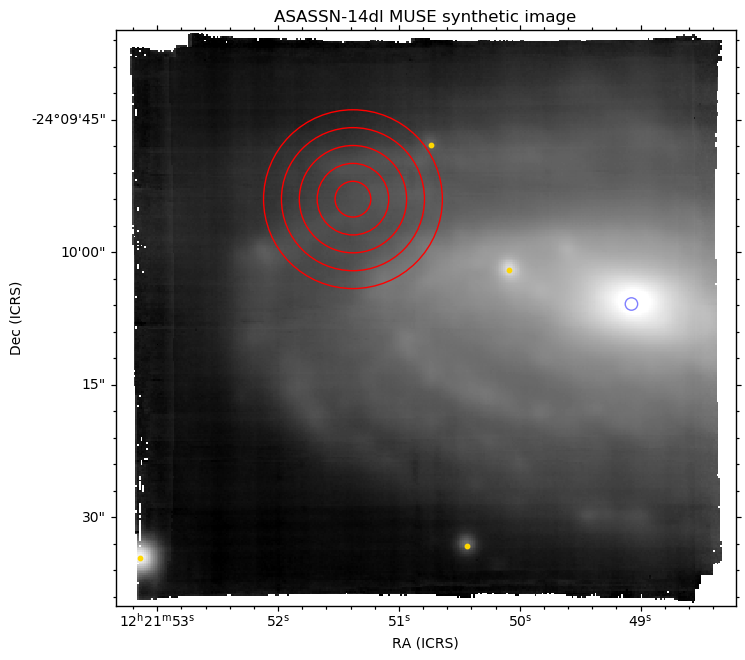 ASASSN-14dl MUSE synthetic image
-24°09'45"
10'00"
15"
30"
Dec (ICRS)
12ʰ21ᵐ53ˢ 52ˢ 51ˢ 50ˢ 49ˢ
RA (ICRS)